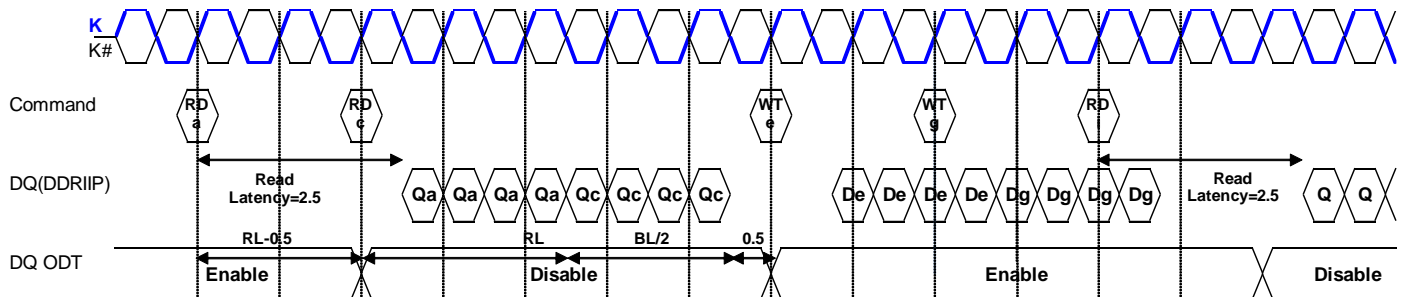 K
K#
Command
RD
a
RD
c
WT
e
WT
g
RD
i
DQ(DDRIIP)
Read
Latency=2.5
Qa Qa Qa Qa Qc Qc Qc Qc
De De De De Dg Dg Dg Dg
Read
Latency=2.5
Q Q
DQ ODT
RL-0.5
Enable
RL
BL/2
0.5
Disable
Enable
Disable